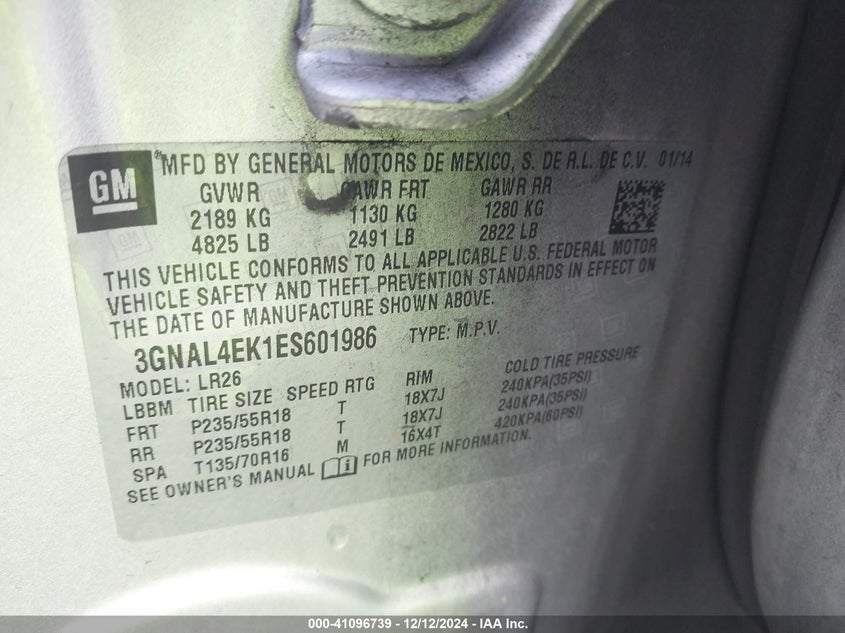 GM
®MFD BY GENERAL MOTORS DE MEXICO, S. DE R.L. DE C.V. 01/14
GVWR GAWR FRT GAWR RR
2189 KG 1130 KG 1280 KG
4825 LB 2491 LB 2822 LB
THIS VEHICLE CONFORMS TO ALL APPLICABLE U.S. FEDERAL MOTOR
VEHICLE SAFETY AND THEFT PREVENTION STANDARDS IN EFFECT ON
THE DATE OF MANUFACTURE SHOWN ABOVE.
3GNAL4EK1ES601986 TYPE: M.P.V.
MODEL: LR26
LBBM TIRE SIZE SPEED RTG RIM COLD TIRE PRESSURE
FRT P235/55R18 T 18X7J 240KPA(35PSI)
RR P235/55R18 T 18X7J 240KPA(35PSI)
SPA T135/70R16 M 16X4T 420KPA(60PSI)
SEE OWNER'S MANUAL FOR MORE INFORMATION.
000-41096739 - 12/12/2024 - IAA Inc.